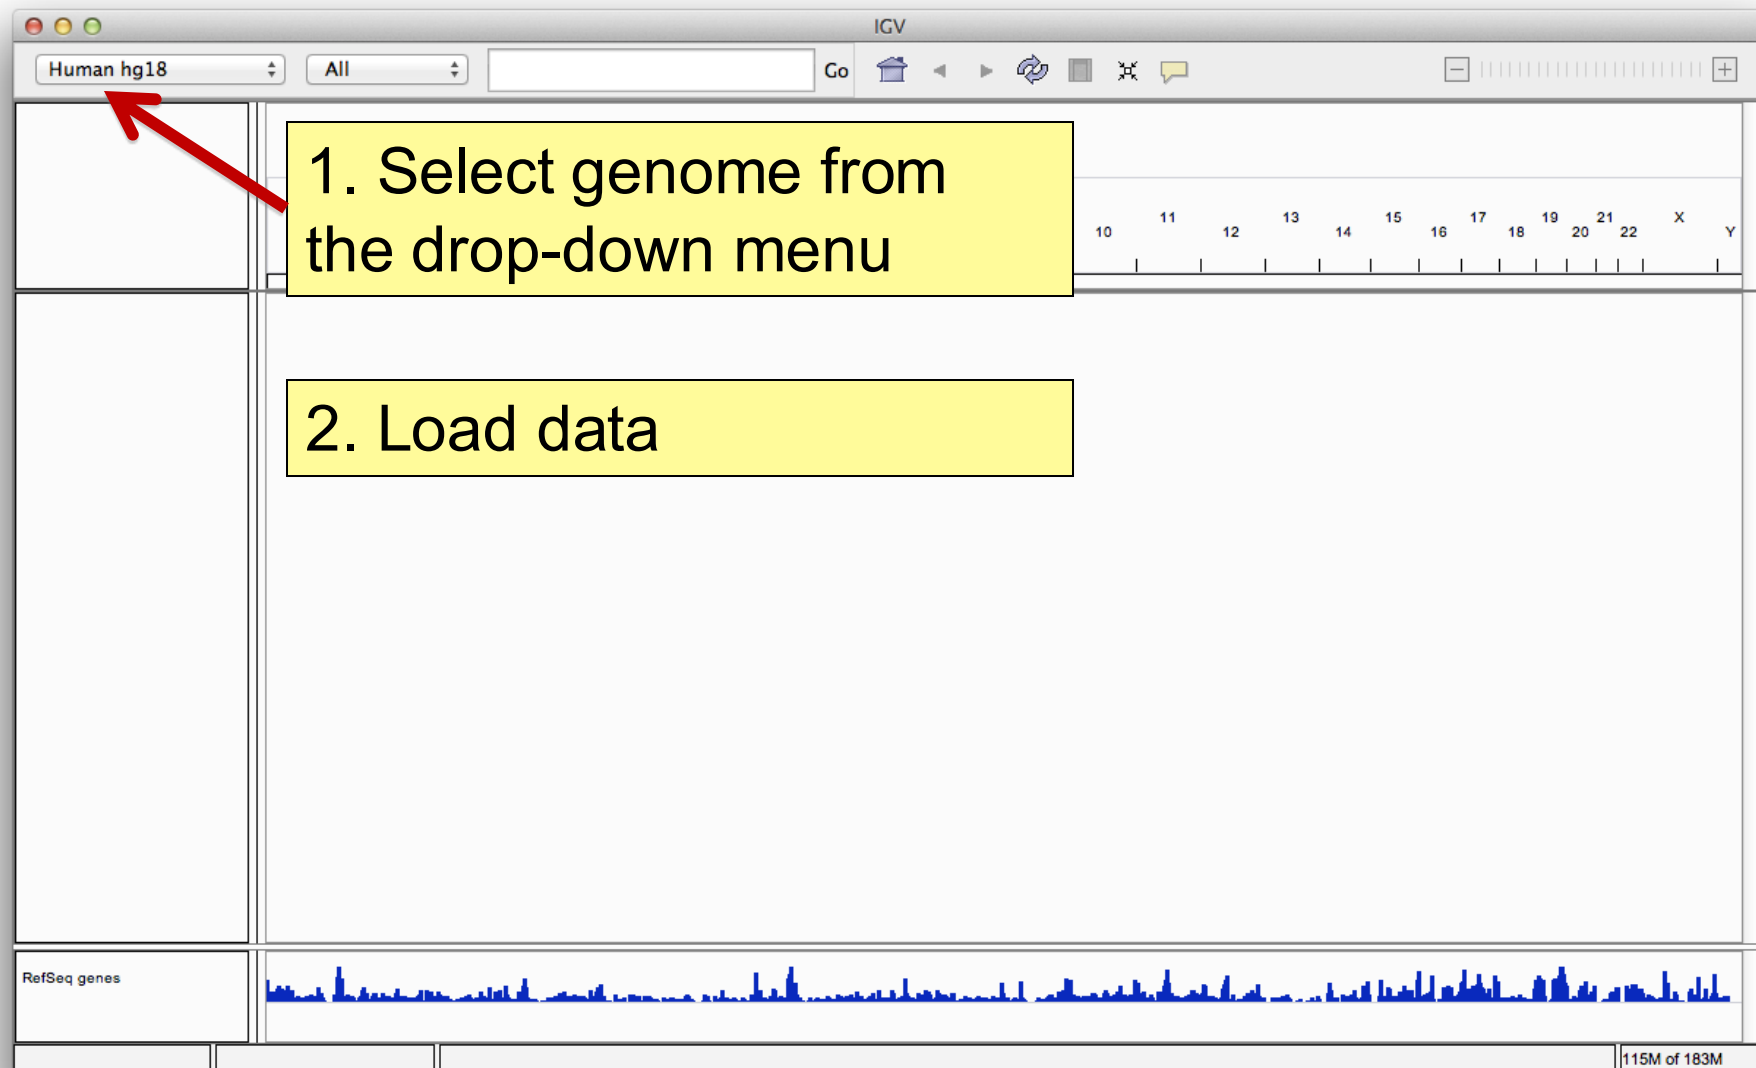 IGV
Human hg18 All Go
1. Select genome from
the drop-down menu
11 13 15 17 19 21 X
10 12 14 16 18 20 22 Y
2. Load data
RefSeq genes
115M of 183M